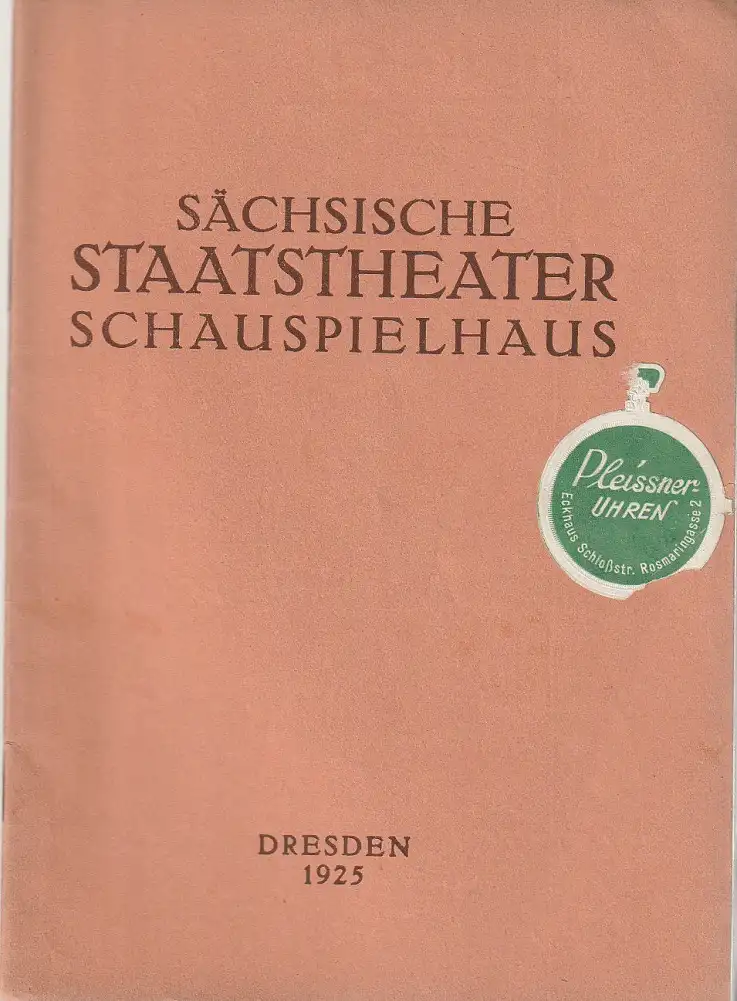 SÄCHSISCHE
STAATSTHEATER
SCHAUSPIELHAUS
Pleissner-
UHREN
Eckhaus Schloßstr. Rosmaringasse 2
DRESDEN
1925